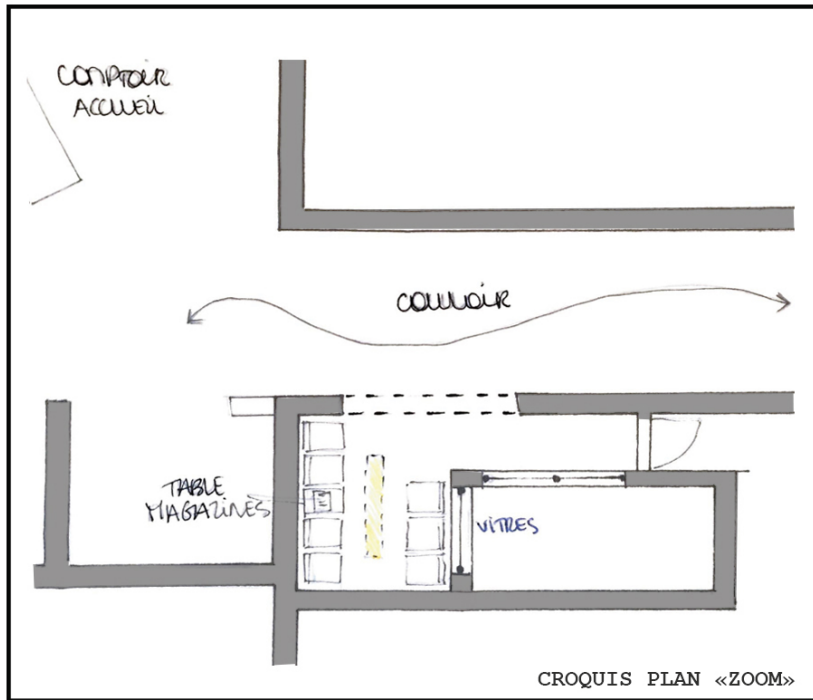 COMPTOIR
ACCUEIL
COULOIR
TABLE
MAGAZINES
VITRES
CROQUIS PLAN «ZOOM»